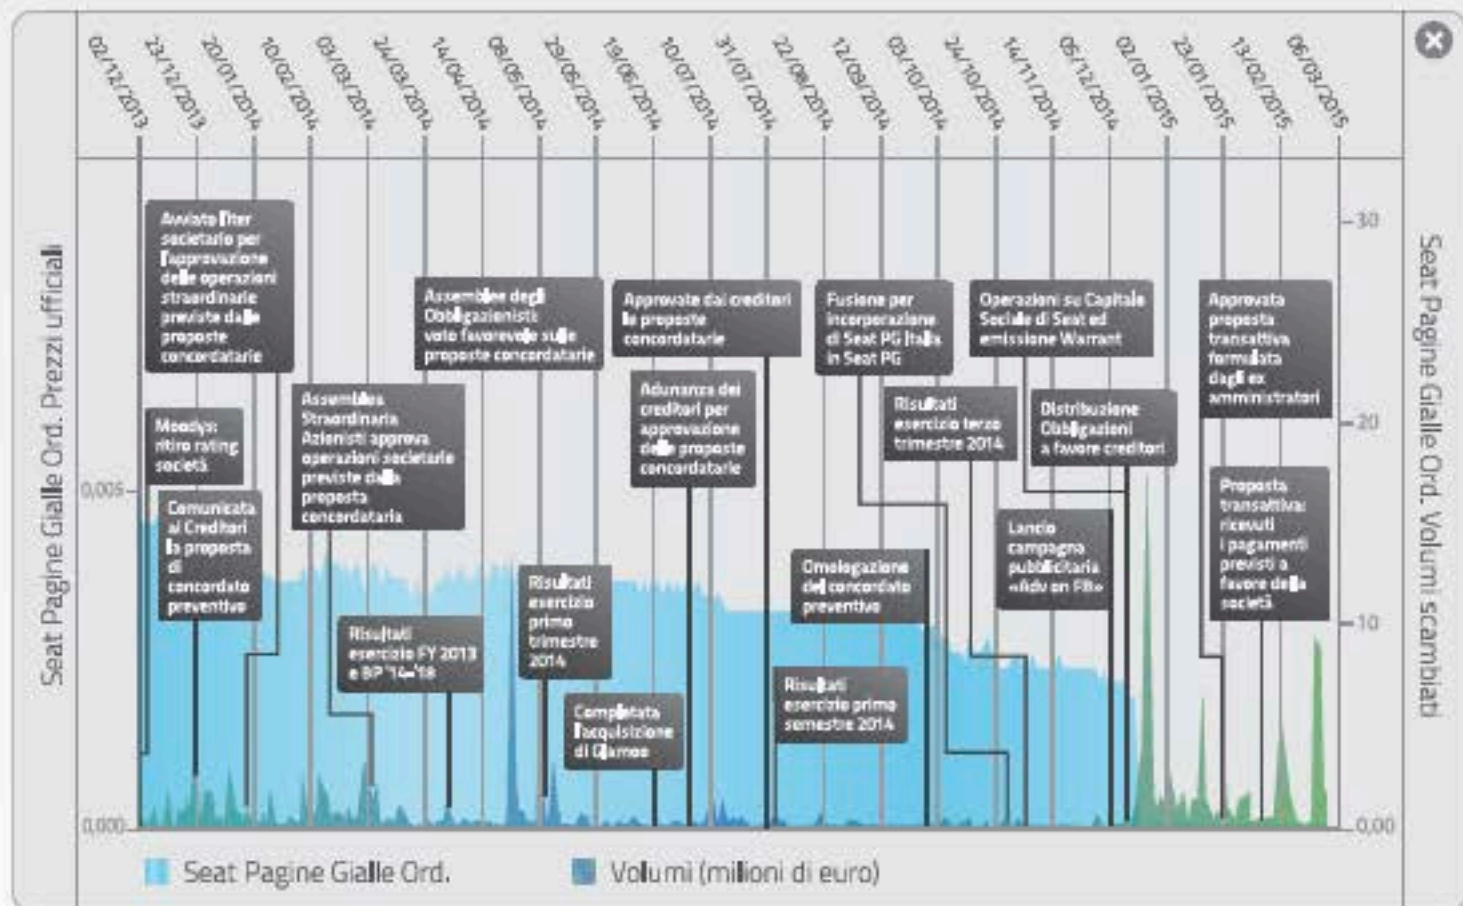 02/12/2013
23/12/2013
20/01/2014
10/02/2014
03/03/2014
24/03/2014
14/04/2014
08/05/2014
29/05/2014
19/06/2014
10/07/2014
31/07/2014
22/08/2014
12/09/2014
03/10/2014
24/10/2014
14/11/2014
05/12/2014
02/01/2015
23/01/2015
13/02/2015
06/03/2015
Seat Pagine Gialle Ord. Prezzi ufficiali
0,005
0,000
Seat Pagine Gialle Ord. Volumi scambiati
30
20
10
0,00
Avviato l'iter
societario per
l'approvazione
delle operazioni
straordinarie
previste dalle
proposte
concordatarie
Moodys:
ritiro rating
società
Comunicata
ai Creditori
la proposta
di
concordato
preventivo
Assemblea
Straordinaria
Azionisti approva
operazioni societarie
previste dalla
proposta
concordataria
Risultati
esercizio FY 2013
e BP '14-'18
Assemblee degli
Obbligazionisti:
voto favorevole sulle
proposte concordatarie
Risultati
esercizio
primo
trimestre
2014
Completata
l'acquisizione
di Glamoo
Approvate dai creditori
le proposte
concordatarie
Adunanza dei
creditori per
approvazione
delle proposte
concordatarie
Risultati
esercizio primo
semestre 2014
Omologazione
del concordato
preventivo
Fusione per
incorporazione
di Seat PG Italia
in Seat PG
Risultati
esercizio terzo
trimestre 2014
Operazioni su Capitale
Sociale di Seat ed
emissione Warrant
Distribuzione
Obbligazioni
a favore creditori
Lancio
campagna
pubblicitaria
«Adv on FB»
Approvata
proposta
transattiva
formulata
dagli ex
amministratori
Proposta
transattiva:
ricevuti
i pagamenti
previsti a
favore della
società
Seat Pagine Gialle Ord.
Volumi (milioni di euro)